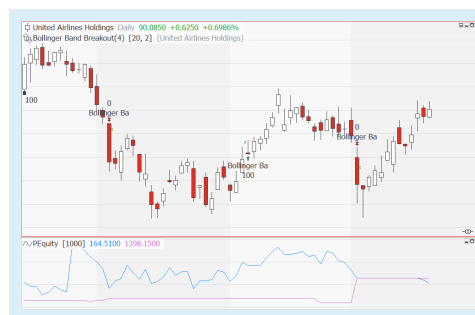 United Airlines Holdings Daily 90.0850 +0.6250 +0.6986%
Bollinger Band Breakout(4) [20, 2] {United Airlines Holdings}
100
0
Bollinger Ba
0
Bollinger Ba
Bollinger Ba
100
PEquity [1000] 164.5100 1398.1500